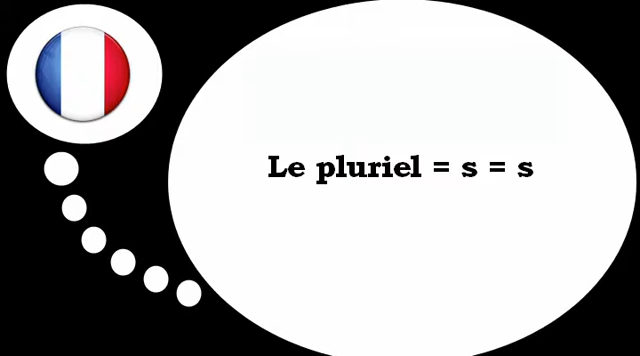 Le pluriel = s = s